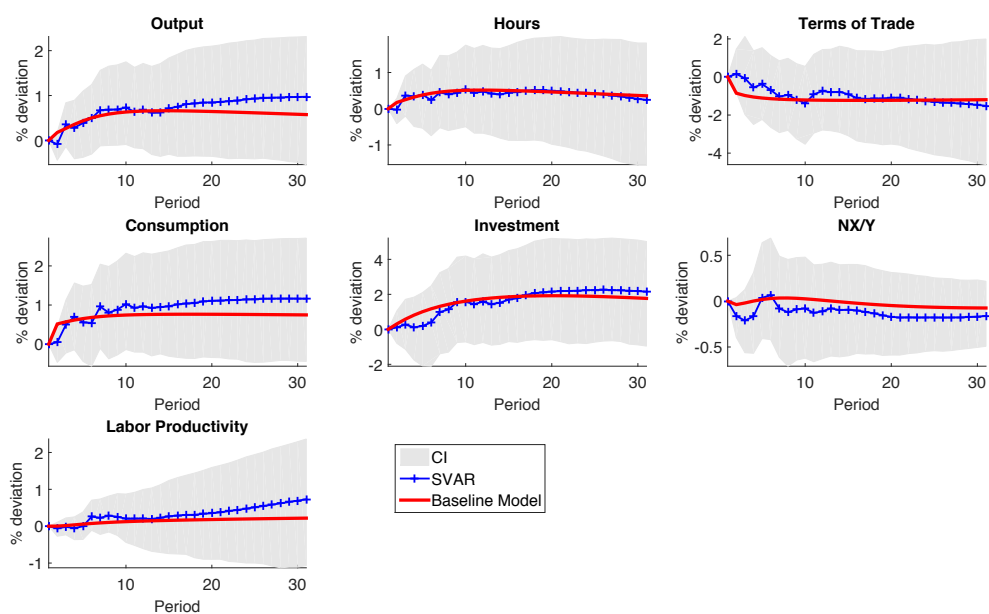 Output
% deviation
2
1
0
10
20
30
Period
Hours
% deviation
1
0
-1
10
20
30
Period
Terms of Trade
% deviation
2
0
-2
-4
10
20
30
Period
Consumption
% deviation
2
1
0
10
20
30
Period
Investment
% deviation
4
2
0
-2
10
20
30
Period
NX/Y
% deviation
0.5
0
-0.5
10
20
30
Period
Labor Productivity
% deviation
2
1
0
-1
10
20
30
Period
CI
SVAR
Baseline Model